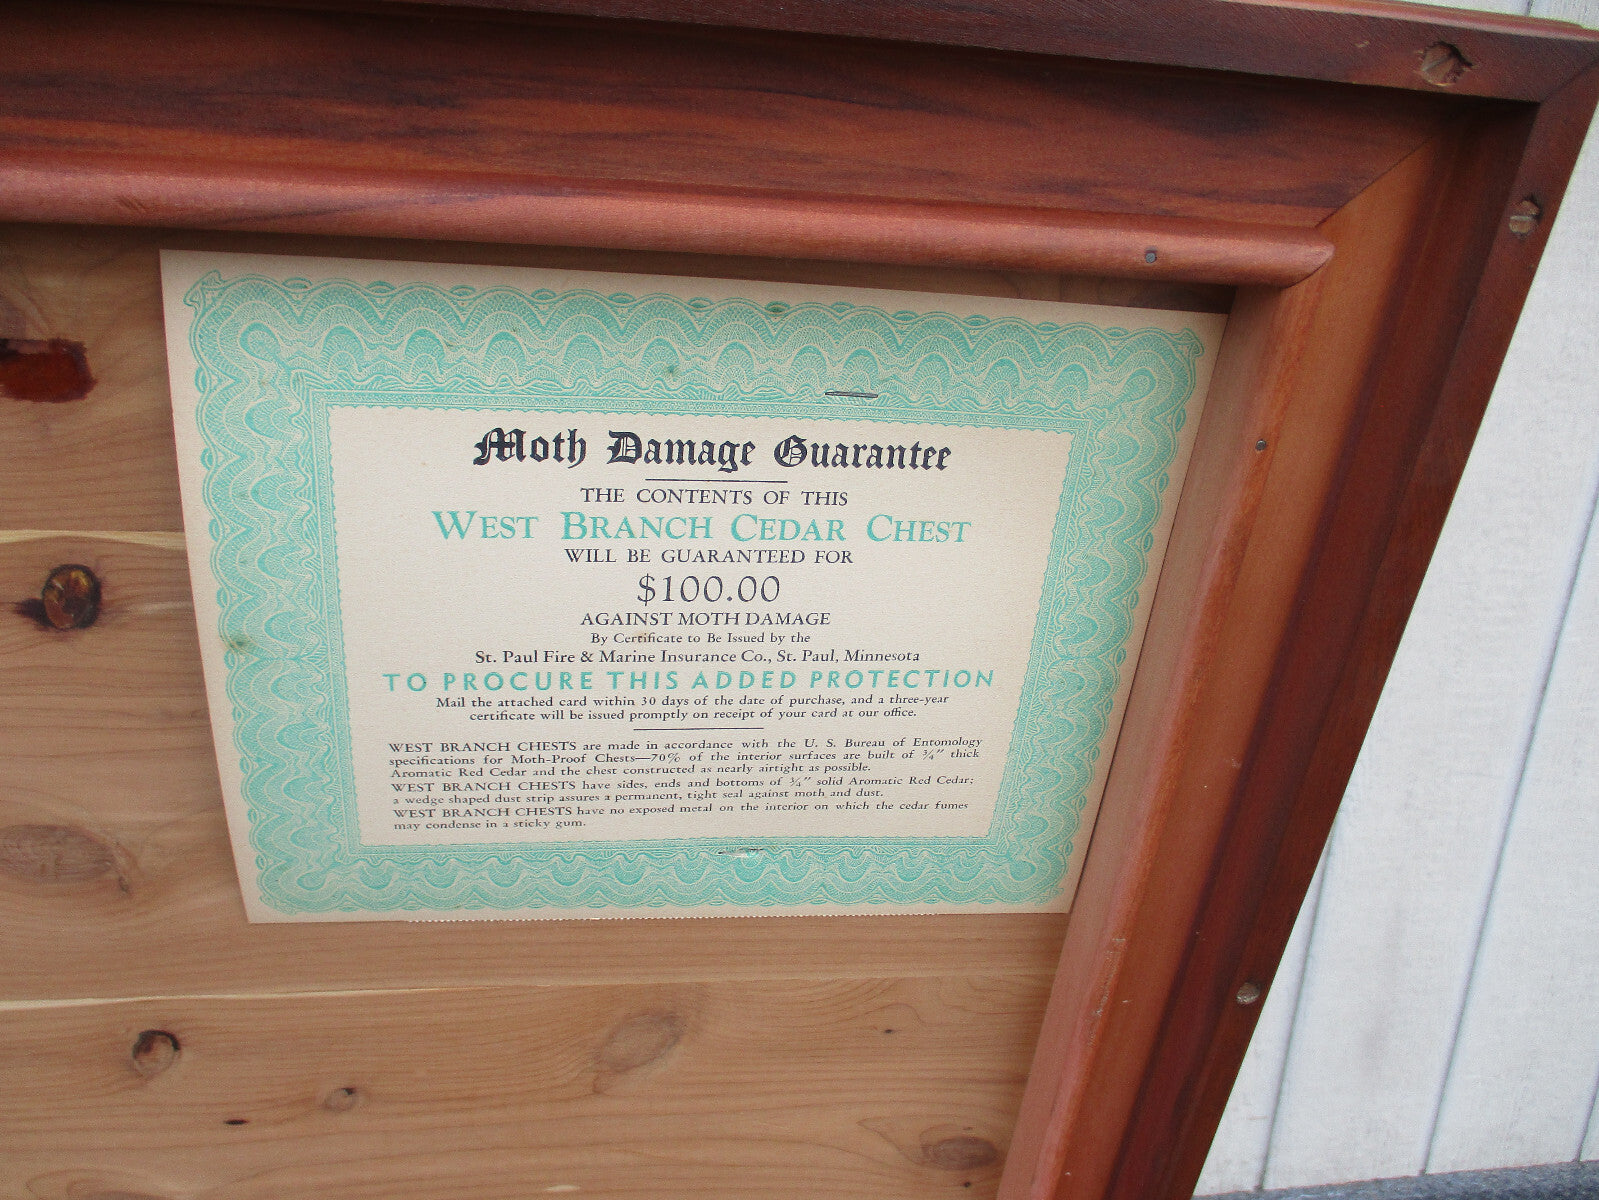 Moth Damage Guarantee
THE CONTENTS OF THIS
WEST BRANCH CEDAR CHEST
WILL BE GUARANTEED FOR
$100.00
AGAINST MOTH DAMAGE
By Certificate to Be Issued by the
St. Paul Fire & Marine Insurance Co., St. Paul, Minnesota
TO PROCURE THIS ADDED PROTECTION
Mail the attached card within 30 days of the date of purchase, and a three-year
certificate will be issued promptly on receipt of your card at our office.
WEST BRANCH CHESTS are made in accordance with the U. S. Bureau of Entomology
specifications for Moth-Proof Chests—70% of the interior surfaces are built of ¾" thick
Aromatic Red Cedar and the chest constructed as nearly airtight as possible.
WEST BRANCH CHESTS have sides, ends and bottoms of ¾" solid Aromatic Red Cedar;
a wedge shaped dust strip assures a permanent, tight seal against moth and dust.
WEST BRANCH CHESTS have no exposed metal on the interior on which the cedar fumes
may condense in a sticky gum.